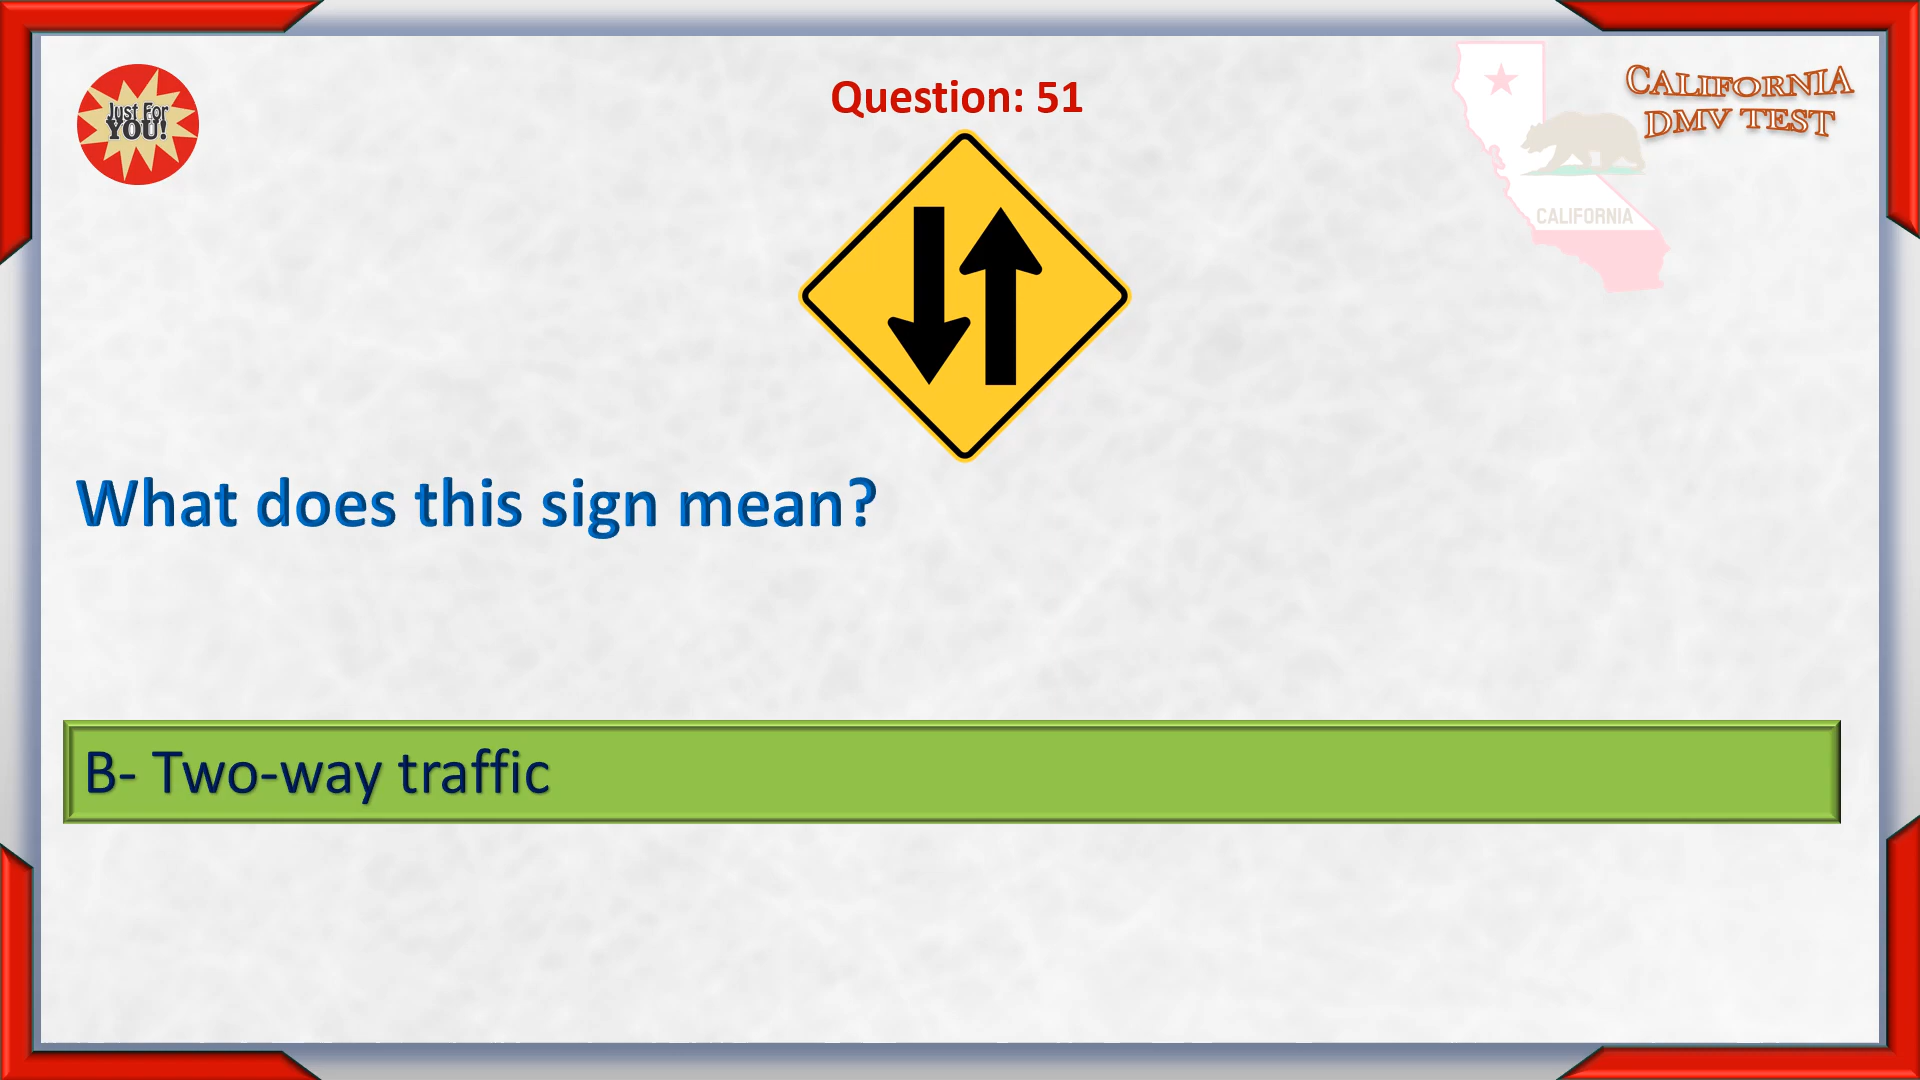 Just For
YOU!
Question: 51
CALIFORNIA
DMV TEST
CALIFORNIA
What does this sign mean?
B- Two-way traffic